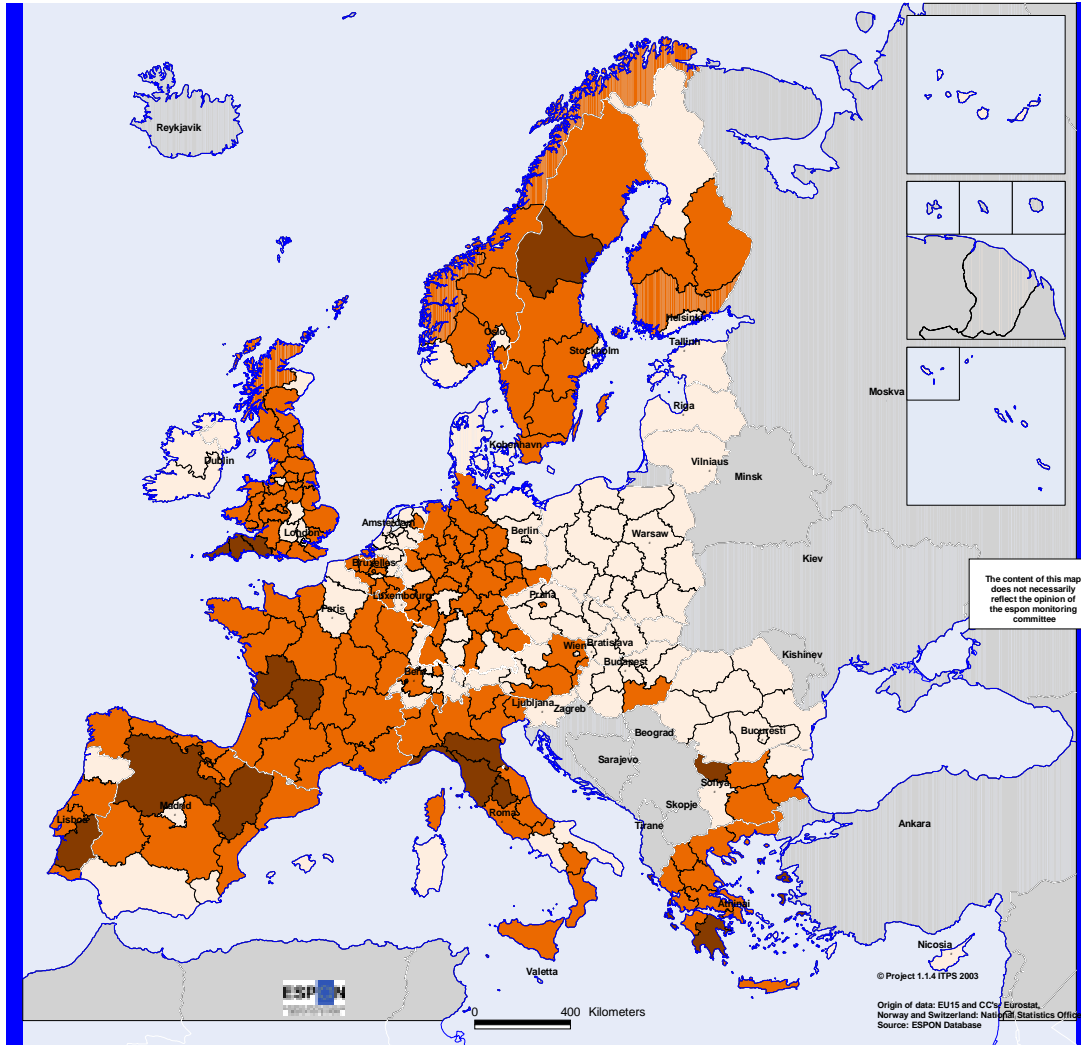 Reykjavik
Oslo
Helsinki
Tallinn
Stockholm
Moskva
Riga
Kobenhavn
Dublin
Vilniaus
Minsk
Amsterdam
London
Berlin
Warsaw
Kiev
Bruxelles
The content of this map
does not necessarily
reflect the opinion of
the espon monitoring
committee
Luxembourg
Praha
Paris
Wien
Bratislava
Kishinev
Budapest
Bern
Ljubljana
Zagreb
Beograd
Bucuresti
Sarajevo
Sofiya
Madrid
Skopje
Roma
Lisboa
Tirane
Ankara
Athinai
Nicosia
Valetta
© Project 1.1.4 ITPS 2003
ESPON
0 400 Kilometers
Origin of data: EU15 and CC's: Eurostat,
Norway and Switzerland: National Statistics Offic
Source: ESPON Database